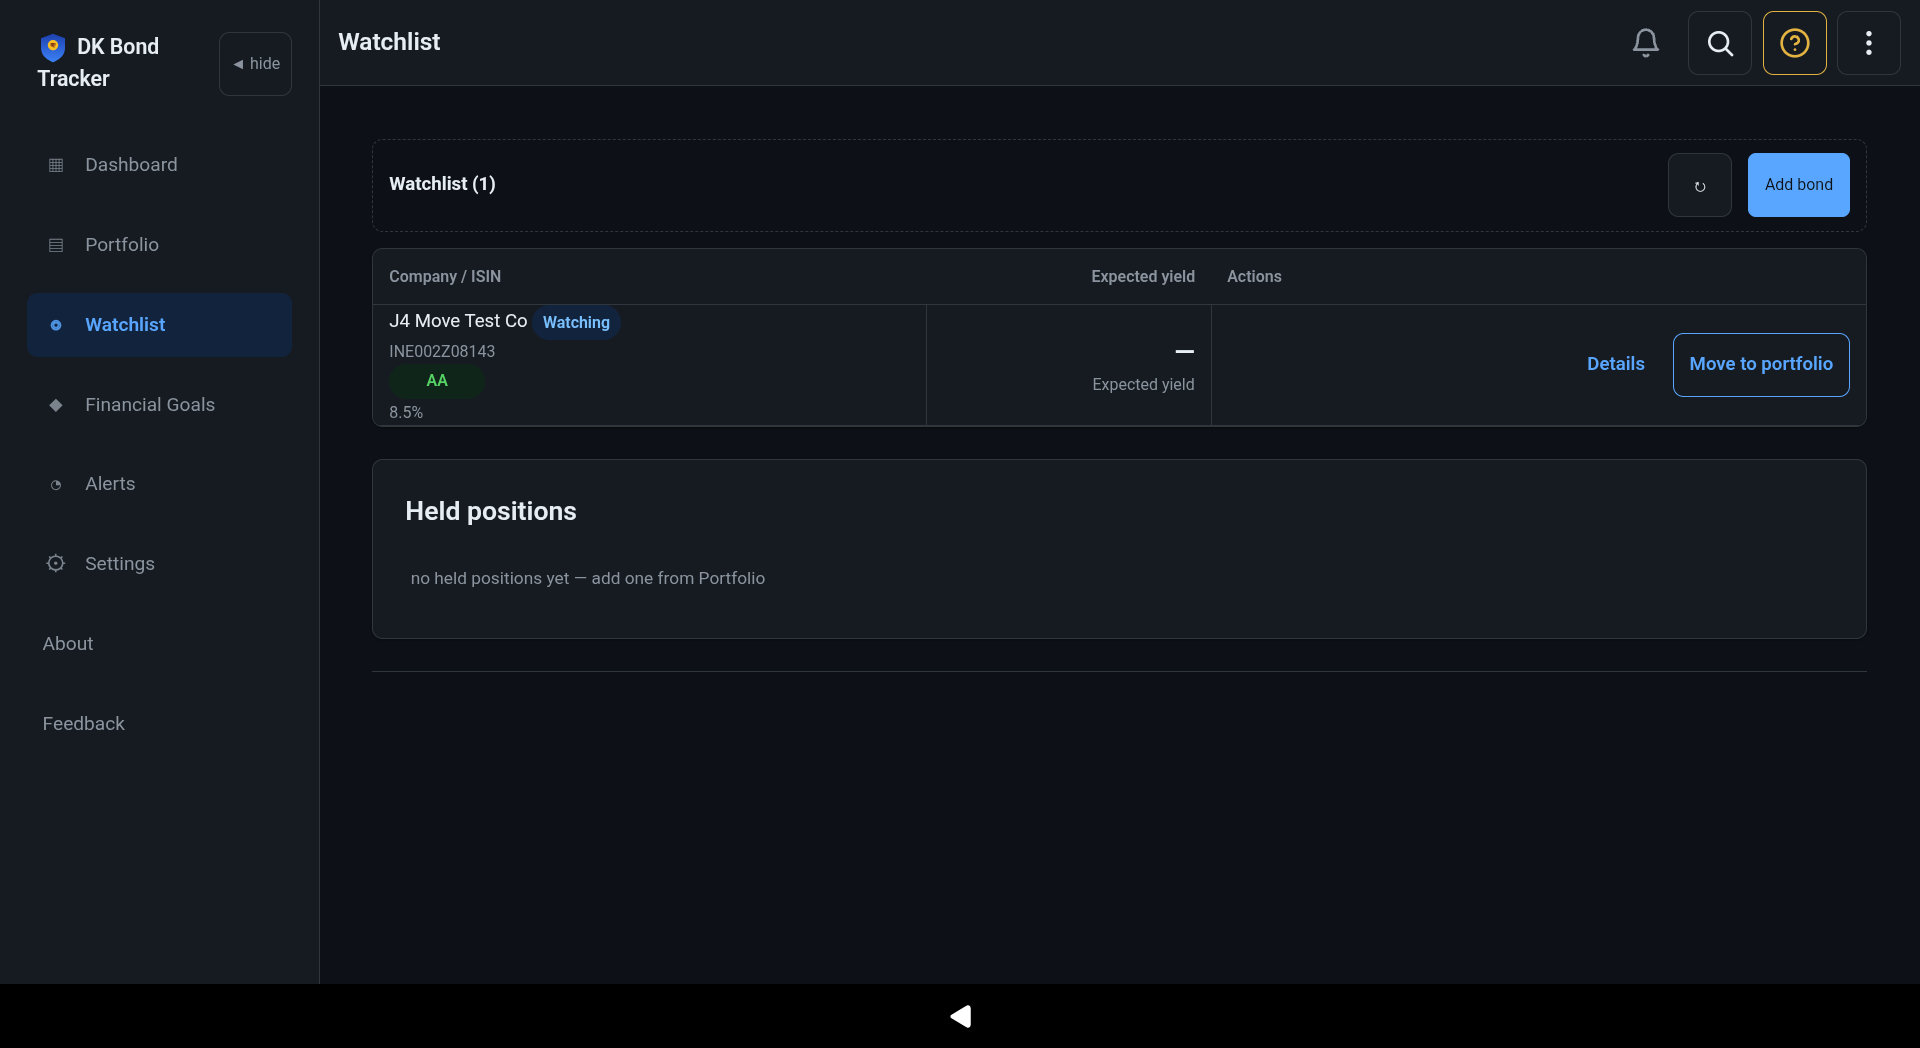 DK Bond
Tracker
◄ hide
Watchlist
Dashboard
Portfolio
Watchlist
Financial Goals
Alerts
Settings
About
Feedback
Watchlist (1)
Add bond
Company / ISIN
Expected yield
Actions
J4 Move Test Co Watching
INE002Z08143
AA
8.5%
—
Expected yield
Details
Move to portfolio
Held positions
no held positions yet — add one from Portfolio